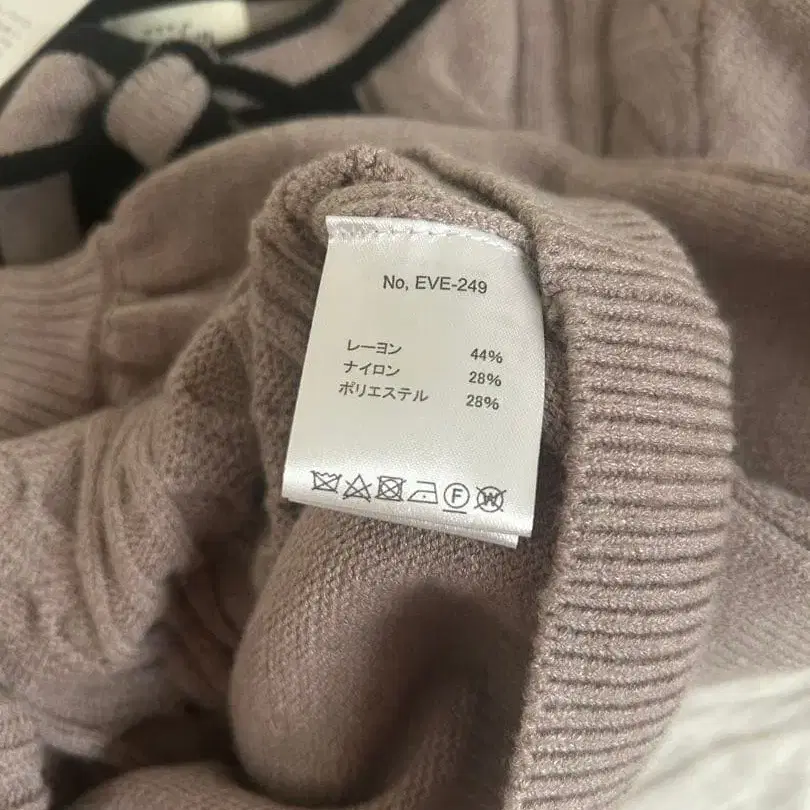 No, EVE-249
レーヨン 44%
ナイロン 28%
ポリエステル 28%
F W